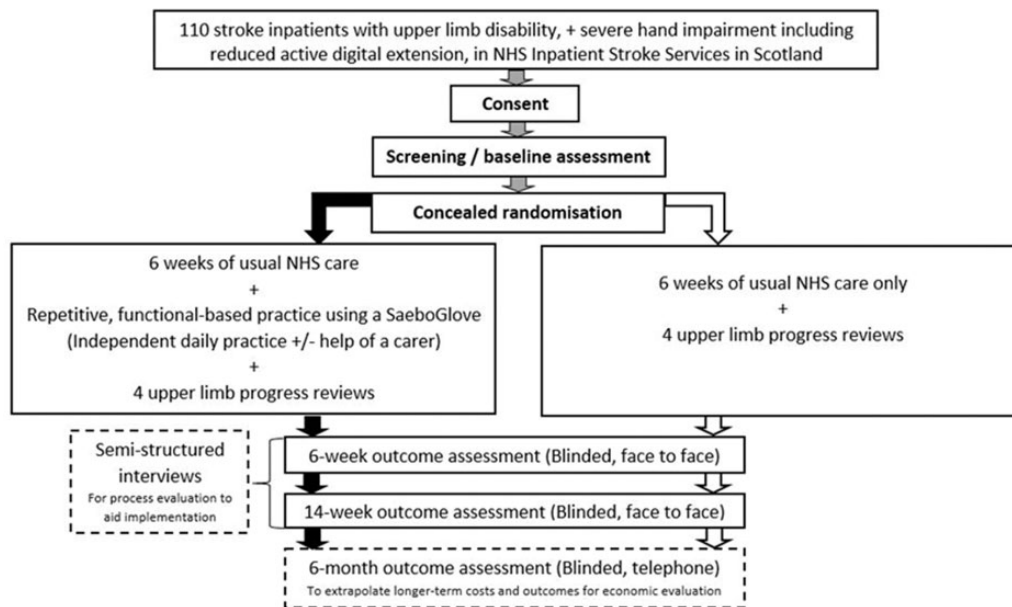 110 stroke inpatients with upper limb disability, + severe hand impairment including
reduced active digital extension, in NHS Inpatient Stroke Services in Scotland
Consent
Screening / baseline assessment
Concealed randomisation
6 weeks of usual NHS care
+
Repetitive, functional-based practice using a SaeboGlove
(Independent daily practice +/- help of a carer)
+
4 upper limb progress reviews
6 weeks of usual NHS care only
+
4 upper limb progress reviews
Semi-structured
interviews
For process evaluation to
aid implementation
6-week outcome assessment (Blinded, face to face)
14-week outcome assessment (Blinded, face to face)
6-month outcome assessment (Blinded, telephone)
To extrapolate longer-term costs and outcomes for economic evaluation